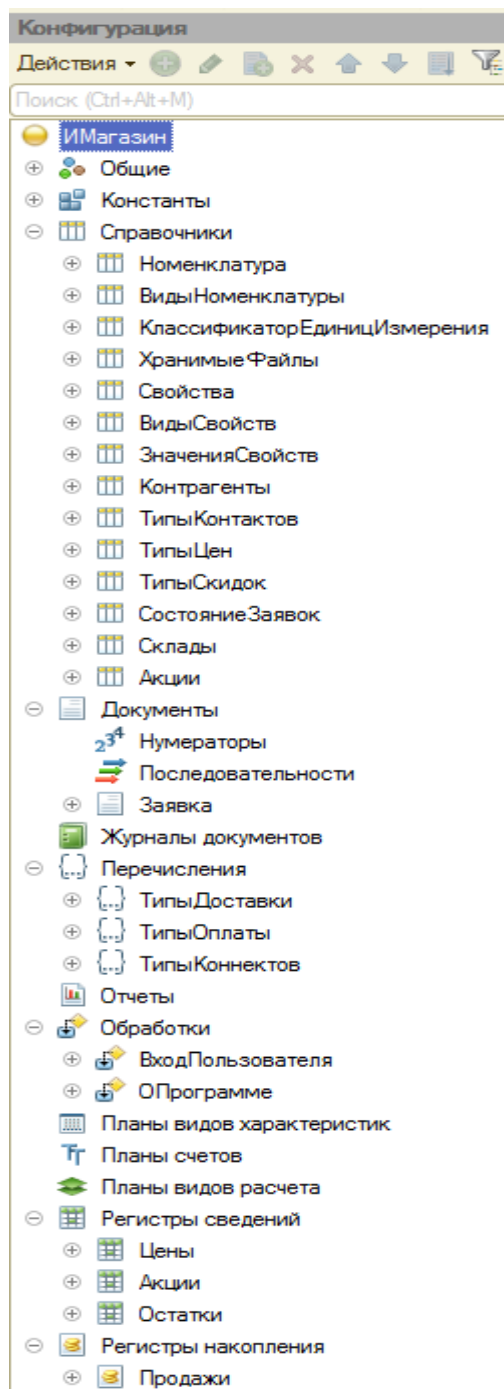 Конфигурация
Действия
Поиск (Ctrl+Alt+M)
ИМагазин
Общие
Константы
Справочники
Номенклатура
ВидыНоменклатуры
КлассификаторЕдиницИзмерения
ХранимыеФайлы
Свойства
ВидыСвойств
ЗначенияСвойств
Контрагенты
ТипыКонтактов
ТипыЦен
ТипыСкидок
СостояниеЗаявок
Склады
Акции
Документы
Нумераторы
Последовательности
Заявка
Журналы документов
Перечисления
ТипыДоставки
ТипыОплаты
ТипыКоннектов
Отчеты
Обработки
ВходПользователя
ОПрограмме
Планы видов характеристик
Планы счетов
Планы видов расчета
Регистры сведений
Цены
Акции
Остатки
Регистры накопления
Продажи